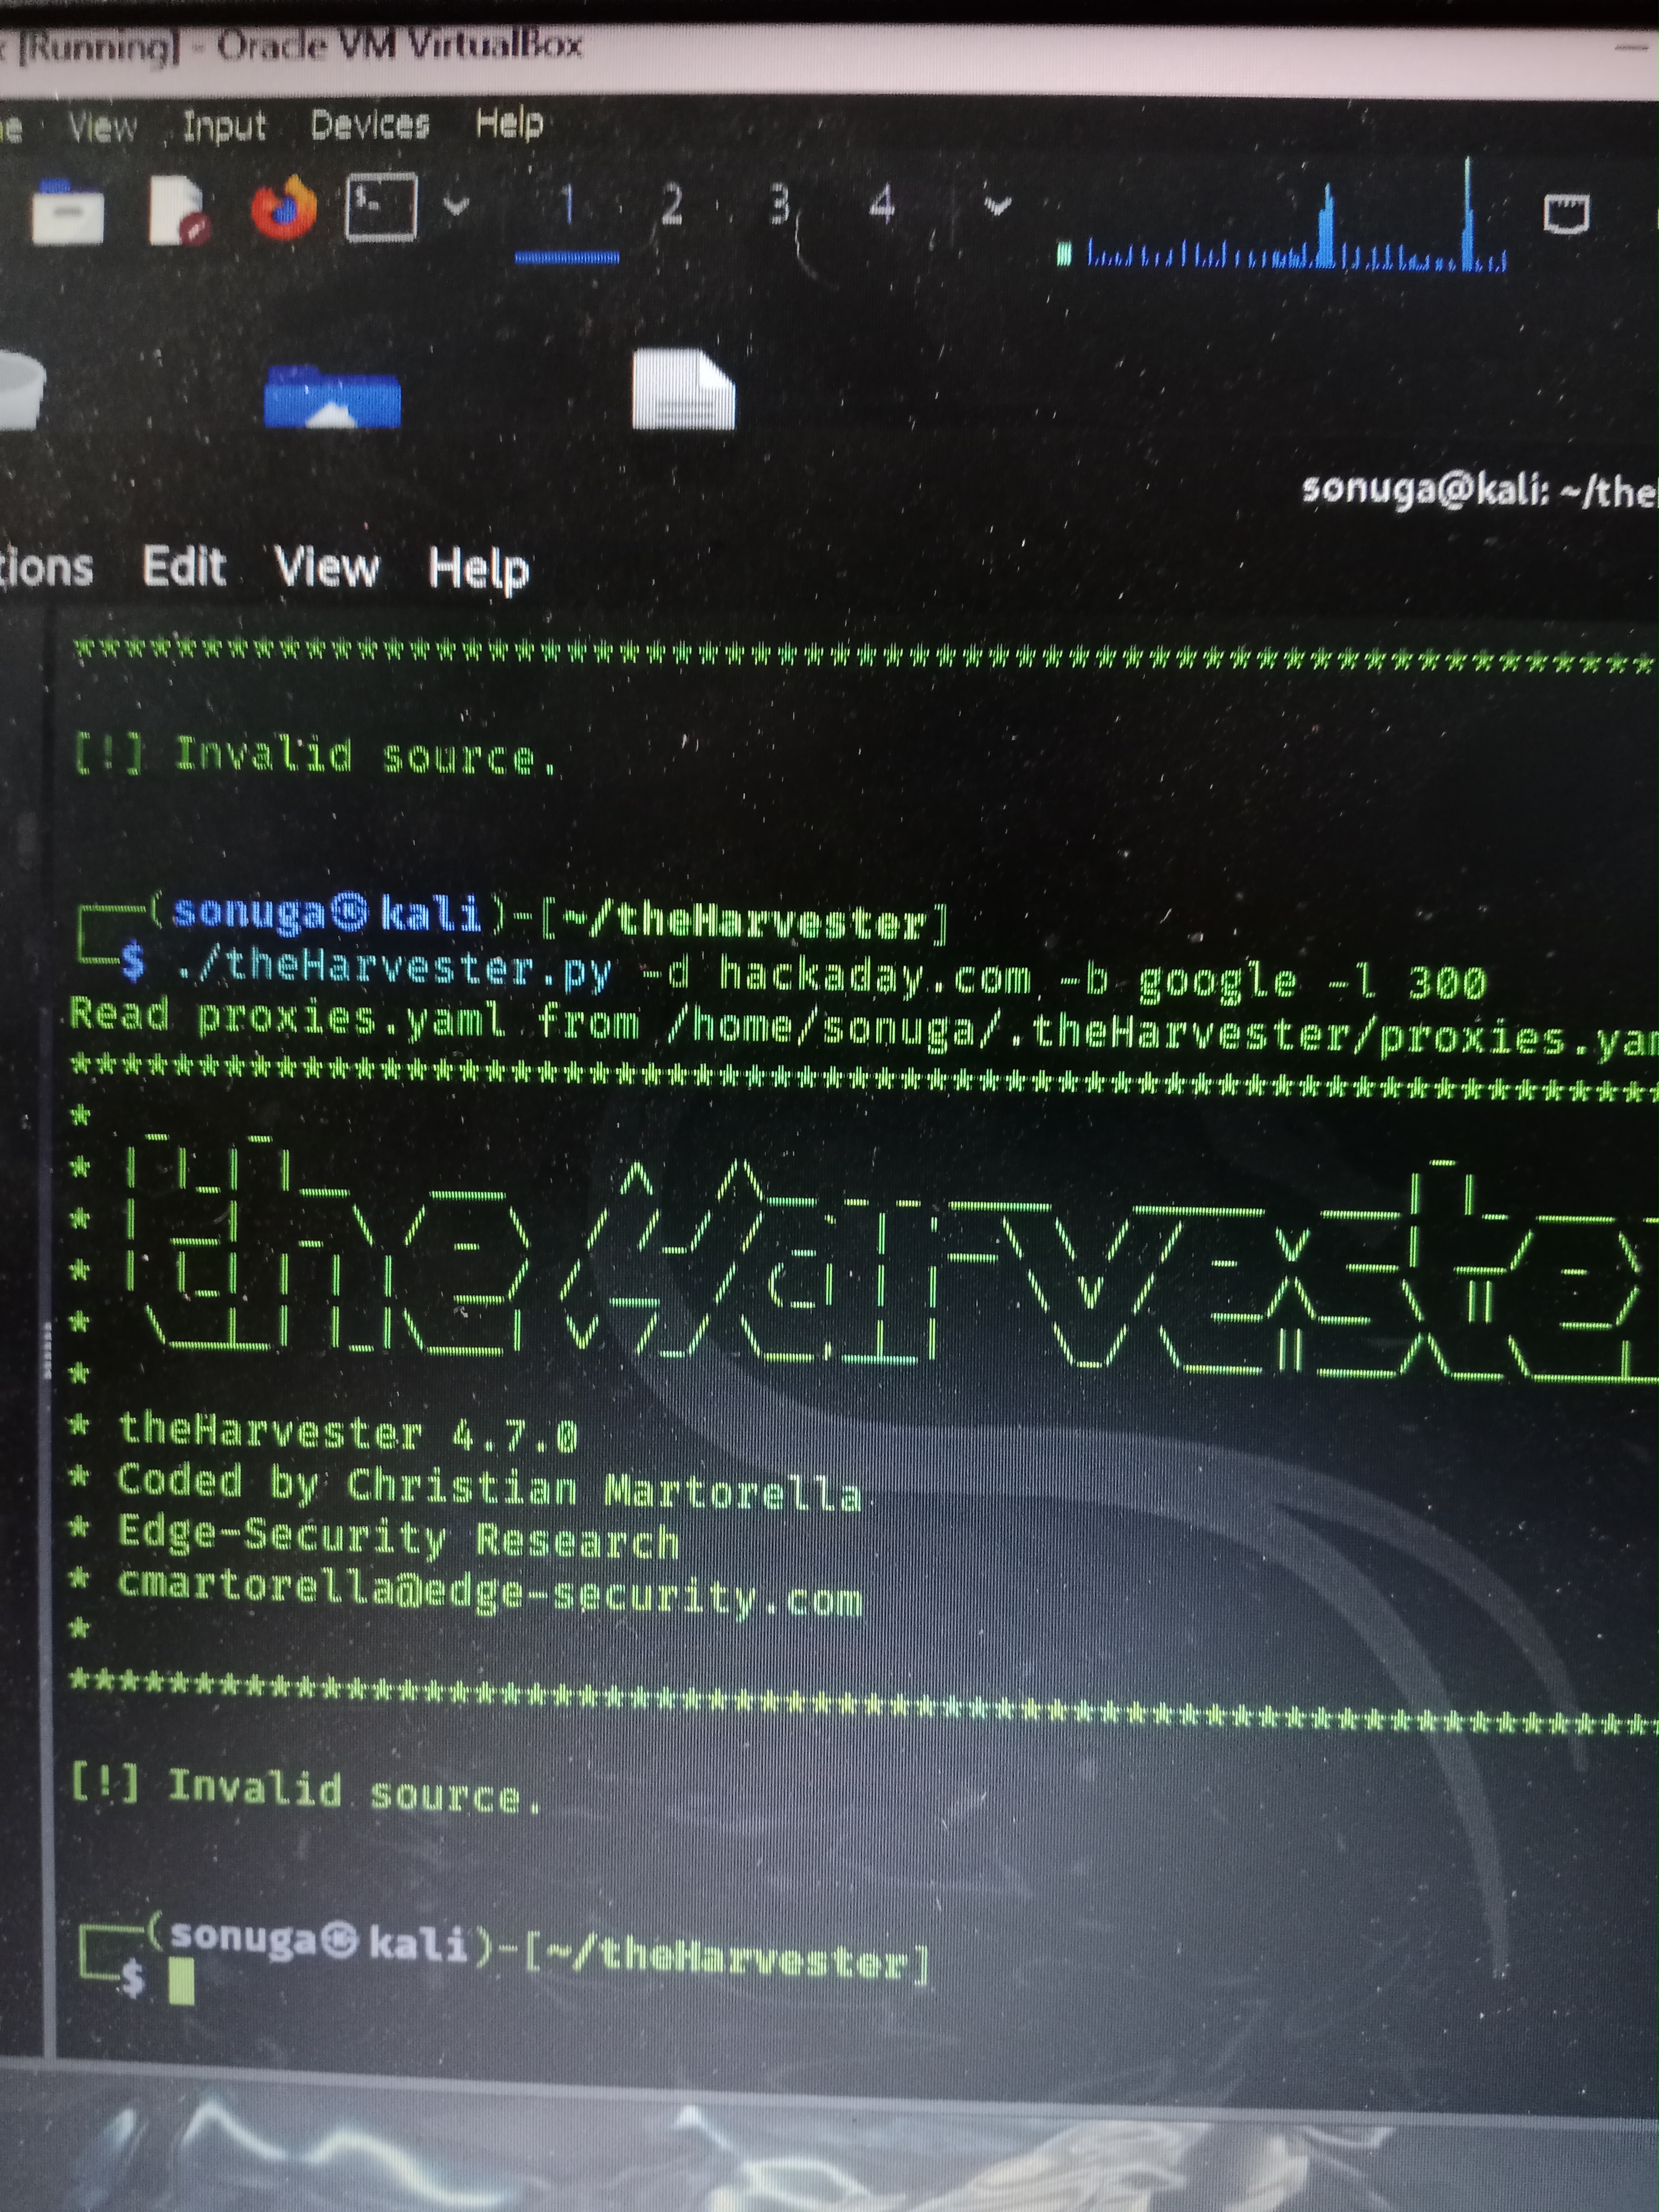 [Running] - Oracle VM VirtualBox
View Input Devices Help
1 2 3 4
sonuga@kali: ~/the
Edit View Help
******************************************************************
[!] Invalid source.
┌──(sonuga㉿kali)-[~/theHarvester]
└─$ ./theHarvester.py -d hackaday.com -b google -l 300
Read proxies.yaml from /home/sonuga/.theHarvester/proxies.yam
******************************************************************
*
* theHarvester
*
* theHarvester 4.7.0
* Coded by Christian Martorella
* Edge-Security Research
* cmartorella@edge-security.com
*
******************************************************************
[!] Invalid source.
┌──(sonuga㉿kali)-[~/theHarvester]
└─$